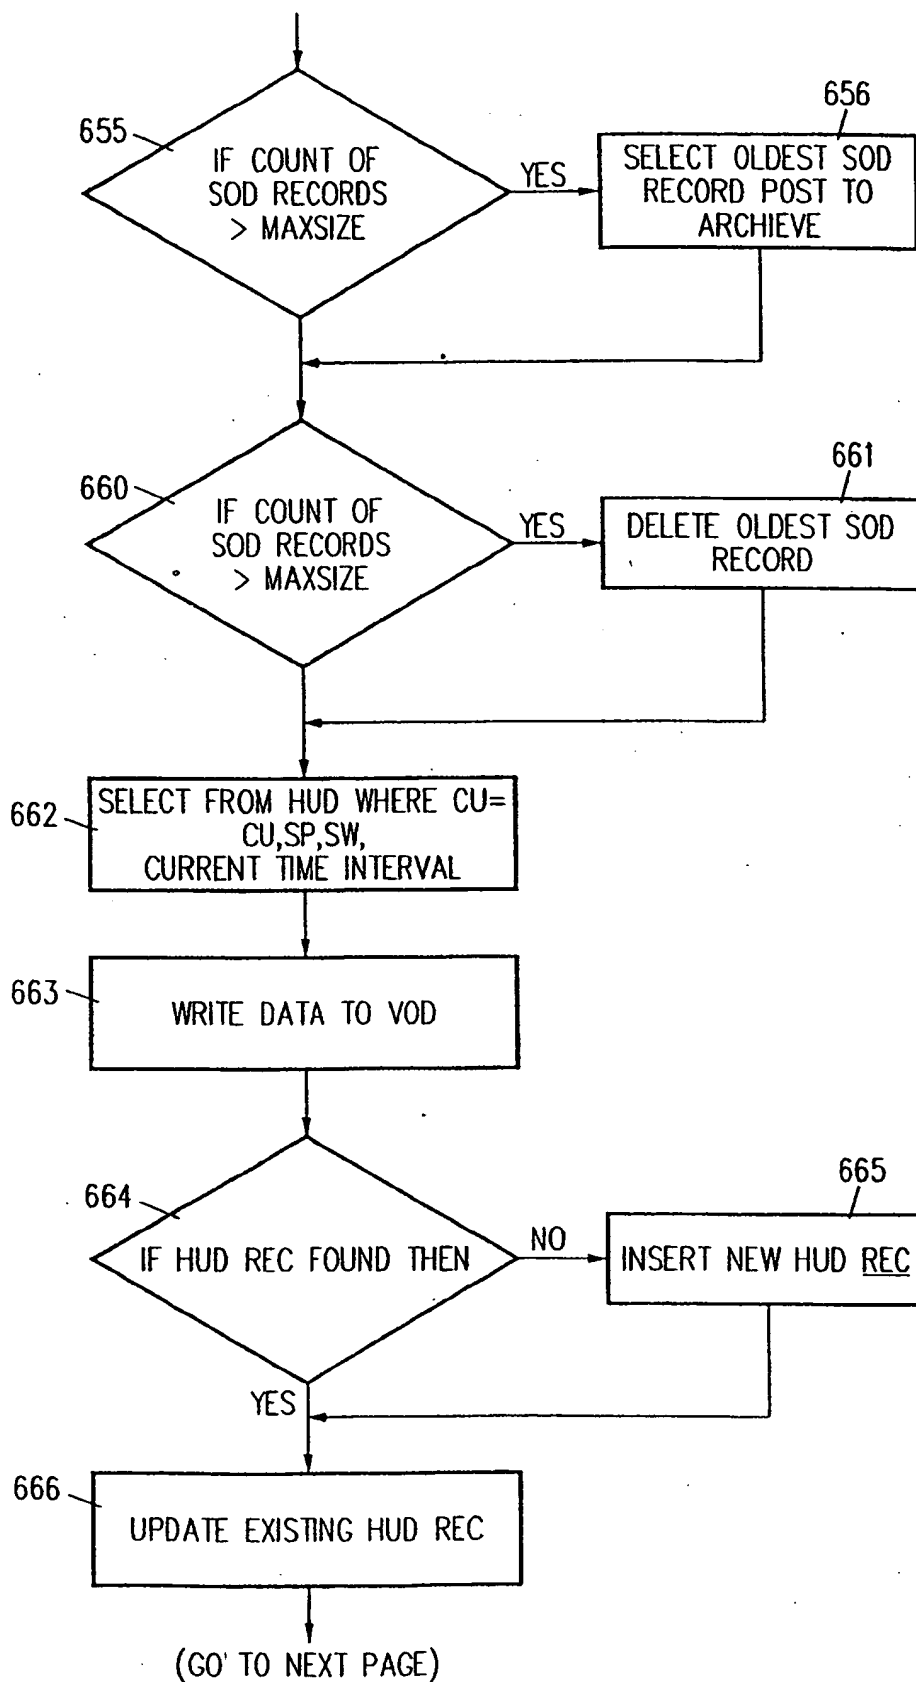 655
IF COUNT OF
SOD RECORDS
> MAXSIZE
YES
656
SELECT OLDEST SOD
RECORD POST TO
ARCHIEVE
660
IF COUNT OF
SOD RECORDS
> MAXSIZE
YES
661
DELETE OLDEST SOD
RECORD
662
SELECT FROM HUD WHERE CU=
CU,SP,SW,
CURRENT TIME INTERVAL
663
WRITE DATA TO VOD
664
IF HUD REC FOUND THEN
NO
665
INSERT NEW HUD REC
YES
666
UPDATE EXISTING HUD REC
(GO' TO NEXT PAGE)